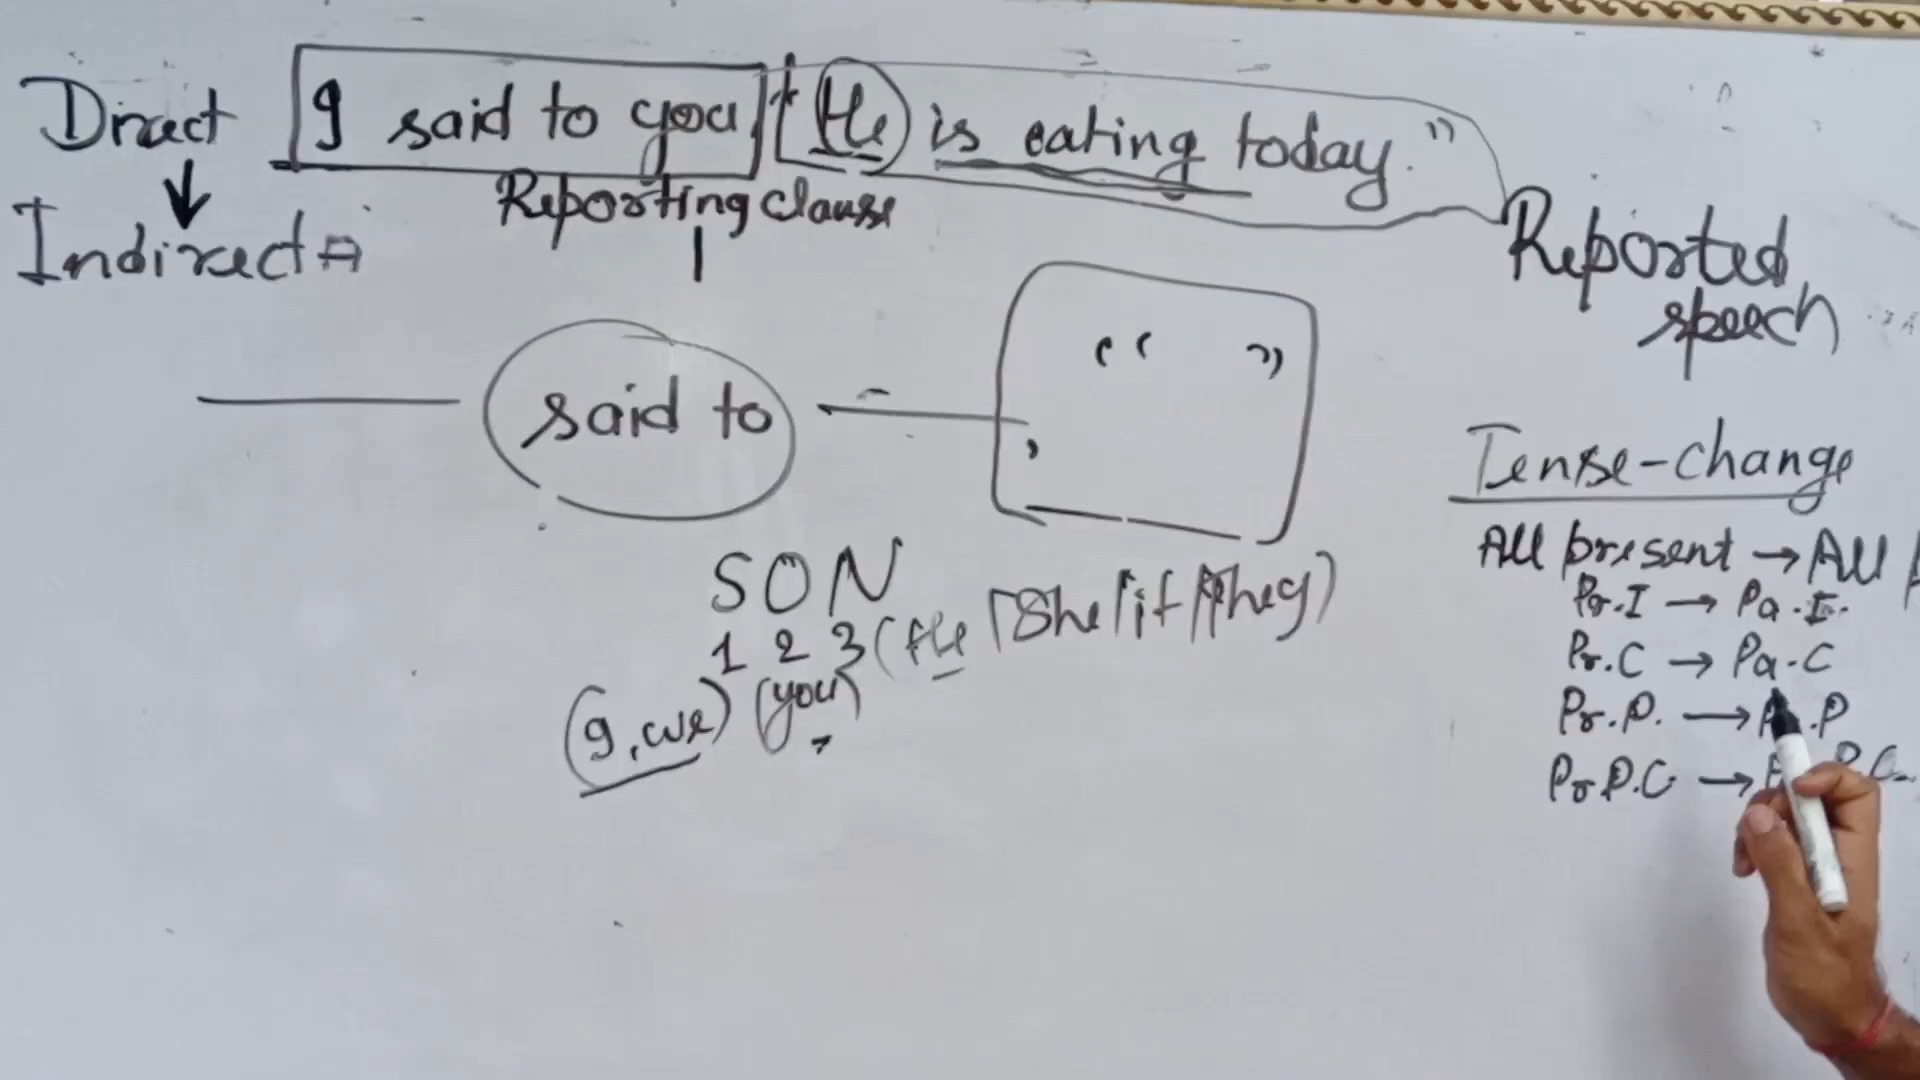 Direct I said to you, "He is eating today."
Reporting clause
Indirect
Reported
speech
said to , " "
Tense-change
All present → All
SON
Pr.I → Pa.I.
1 2 3 (He/She/it/they)
Pr.C → Pa.C
(I, we) (you)
Pr.P. → .P
Pr.P.C → P.C.